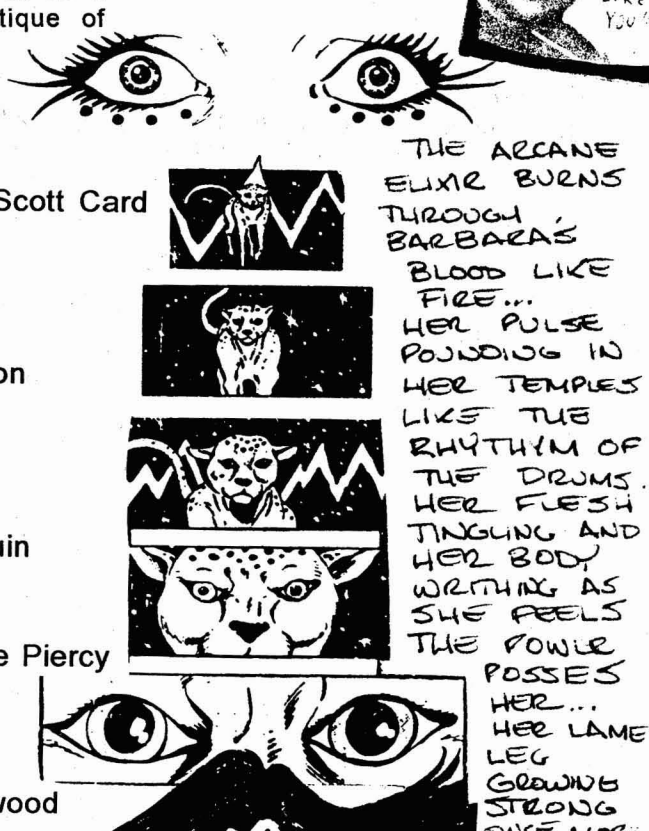 tique of
Scott Card
on
uin
e Piercy
wood
YOU
THE ARCANE
ELIXIR BURNS
THROUGH
BARBARA'S
BLOOD LIKE
FIRE...
HER PULSE
POUNDING IN
HER TEMPLES
LIKE THE
RHYTHYM OF
THE DRUMS.
HER FLESH
TINGLING AND
HER BODY
WRITHING AS
SHE FEELS
THE POWER
POSSES
HER...
HER LAME
LEG
GROWING
STRONG